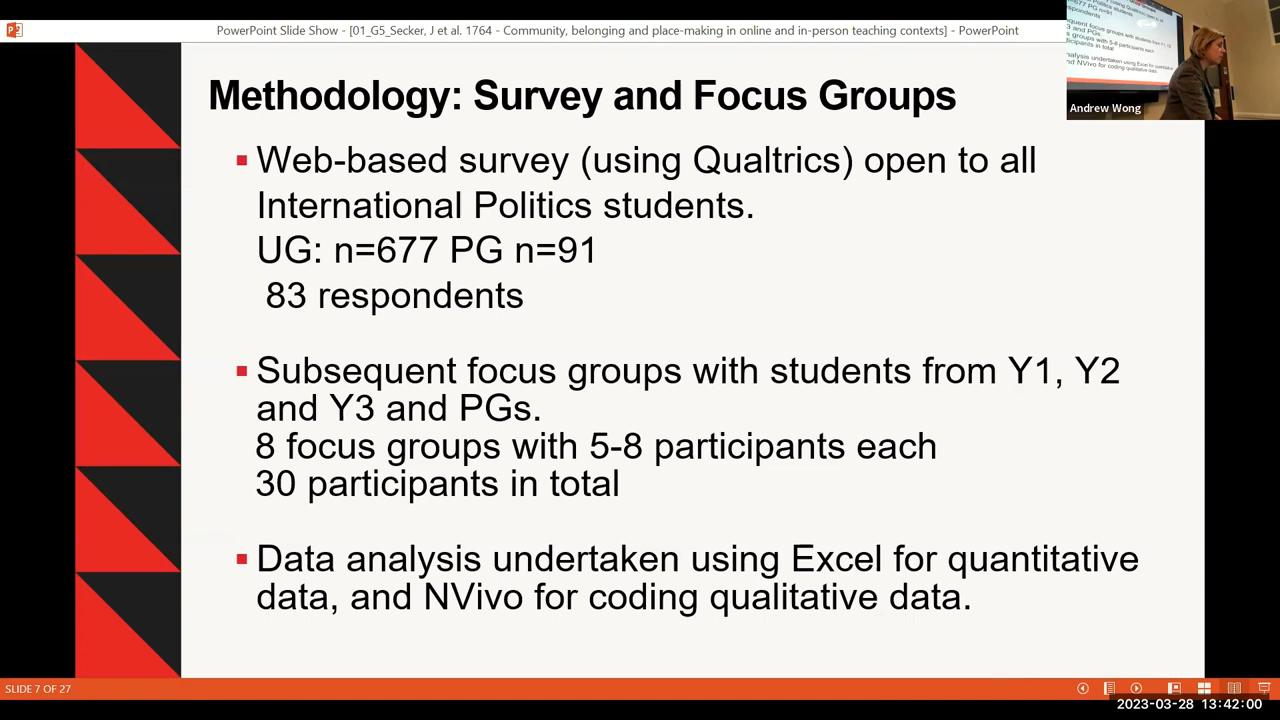 PowerPoint Slide Show - [01-C5 Secker, J et al. 1764 - Community, belonging and place-making in online and in-person teaching contexts] - PowerPoint
Andrew Wong
Methodology: Survey and Focus Groups
Web-based survey (using Qualtrics) open to all
International Politics students.
UG: n=677 PG n=91
83 respondents
Subsequent focus groups with students from Y1, Y2
and Y3 and PGs.
8 focus groups with 5-8 participants each
30 participants in total
Data analysis undertaken using Excel for quantitative
data, and NVivo for coding qualitative data.
SLIDE 7 OF 27
2023-03-28 13:42:00